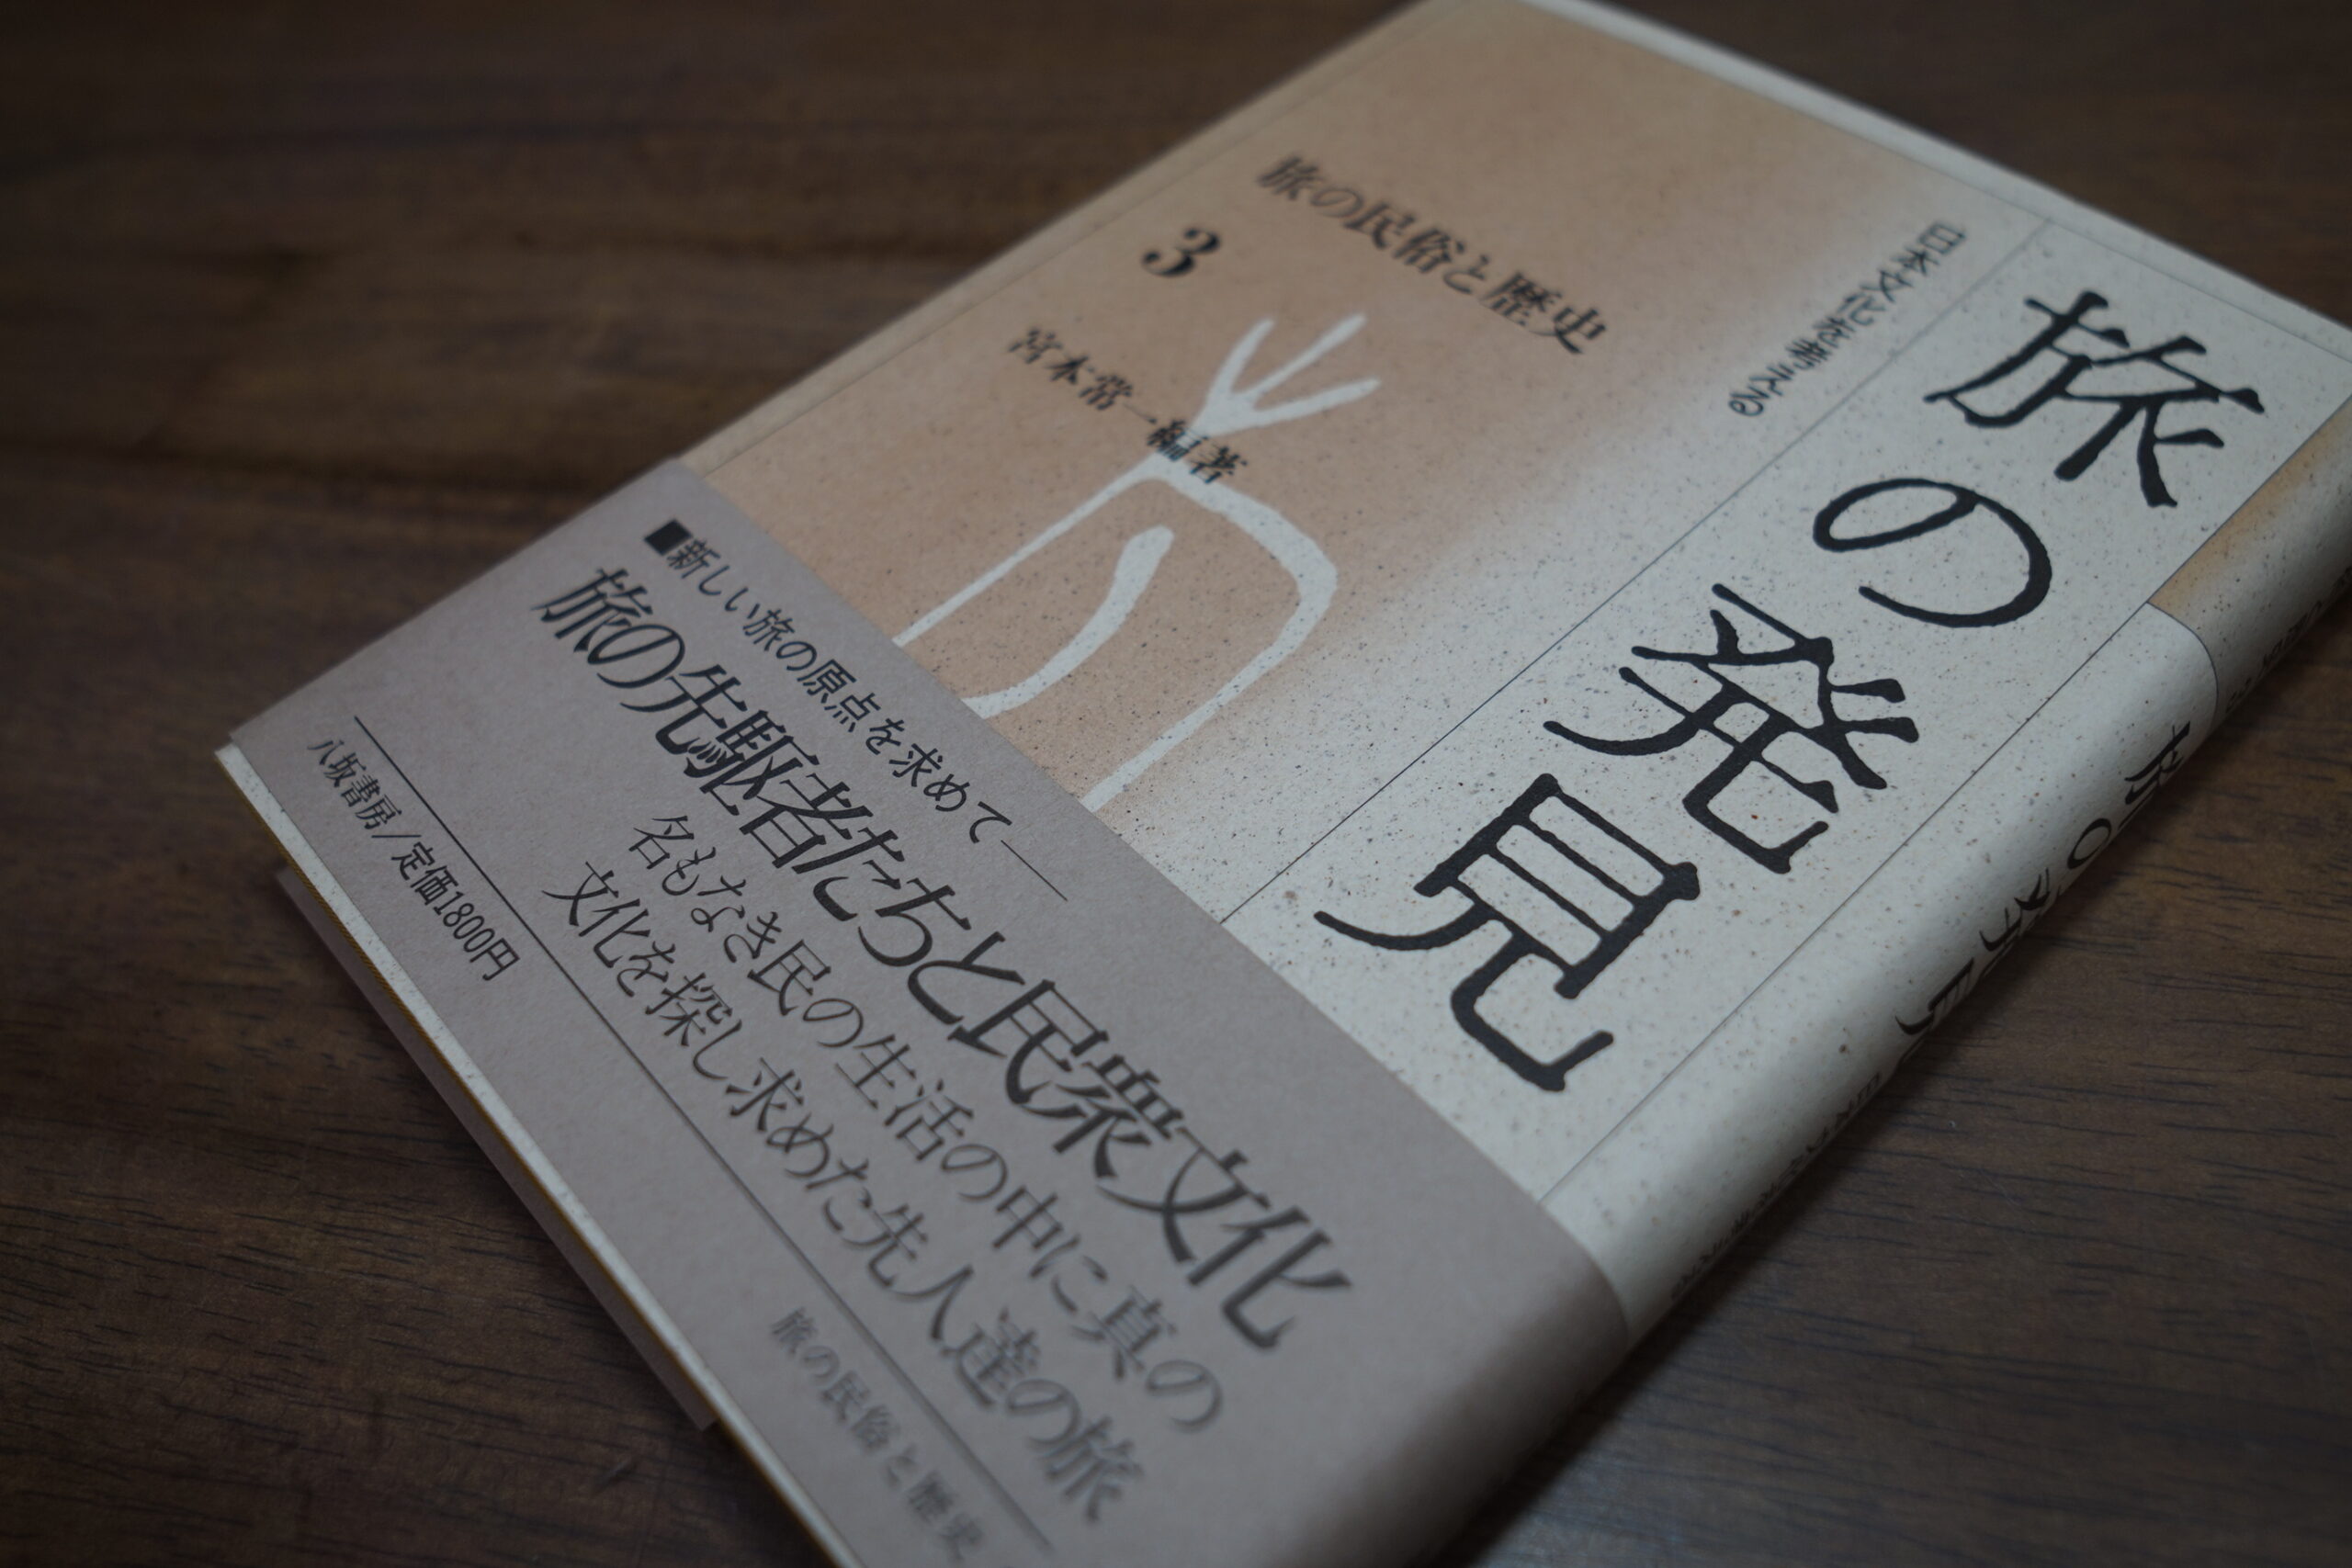 旅の発見
日本文化を考える
旅の民俗と歴史
3
宮本常一編著
■新しい旅の原点を求めて——
旅の先駆者たちと民衆文化
名もなき民の生活の中に真の
文化を探し求めた先人達の旅
八坂書房/定価1800円
旅の民俗と歴史
旅の発見